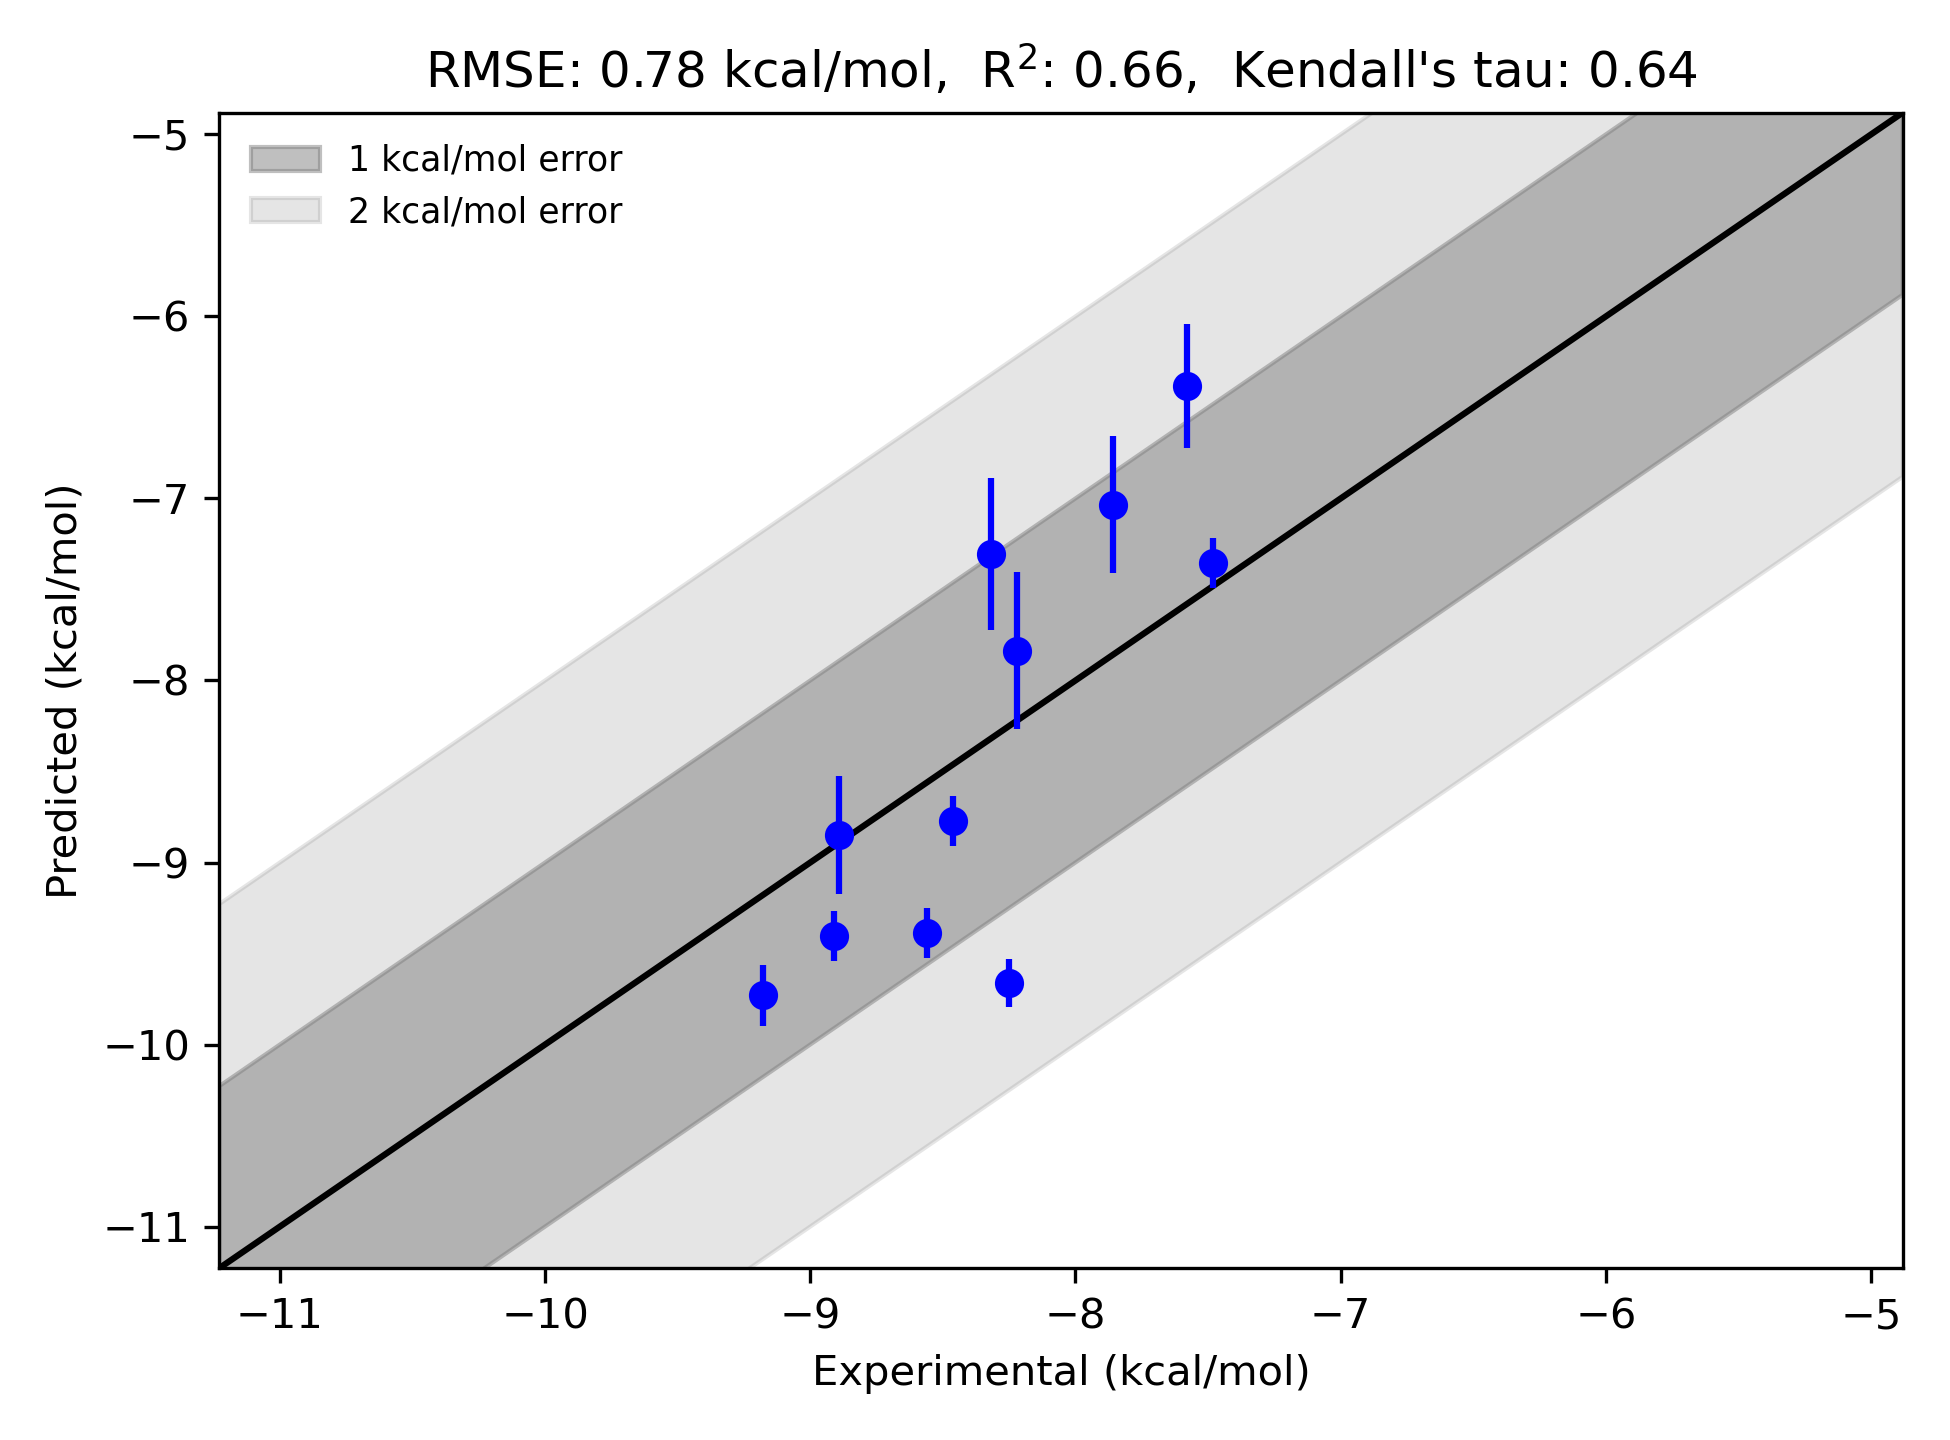 RMSE: 0.78 kcal/mol,  R²: 0.66,  Kendall's tau: 0.64
1 kcal/mol error
2 kcal/mol error
Predicted (kcal/mol)
−5
−6
−7
−8
−9
−10
−11
−11 −10 −9 −8 −7 −6 −5
Experimental (kcal/mol)